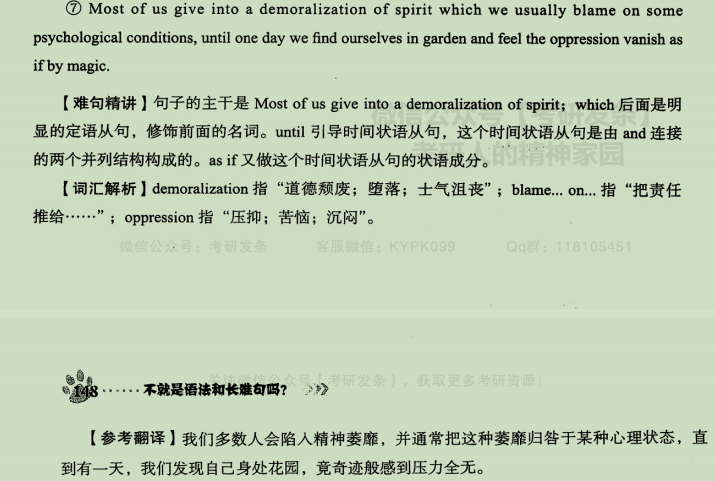 ⑦ Most of us give into a demoralization of spirit which we usually blame on some
psychological conditions, until one day we find ourselves in garden and feel the oppression vanish as
if by magic.
【难句精讲】句子的主干是 Most of us give into a demoralization of spirit；which 后面是明
显的定语从句，修饰前面的名词。until 引导时间状语从句，这个时间状语从句是由 and 连接
的两个并列结构构成的。as if 又做这个时间状语从句的状语成分。
微信公众号【考研发条】
考研人的精神家园
【词汇解析】demoralization 指“道德颓废；堕落；士气沮丧”；blame... on... 指“把责任
推给……”；oppression 指“压抑；苦恼；沉闷”。
微信公众号：考研发条 客服微信：KYPK099 Qq群：118105451
关注微信公众号【考研发条】，获取更多考研资源！
148 ······ 不就是语法和长难句吗？
【参考翻译】我们多数人会陷入精神萎靡，并通常把这种萎靡归咎于某种心理状态，直
到有一天，我们发现自己身处花园，竟奇迹般感到压力全无。